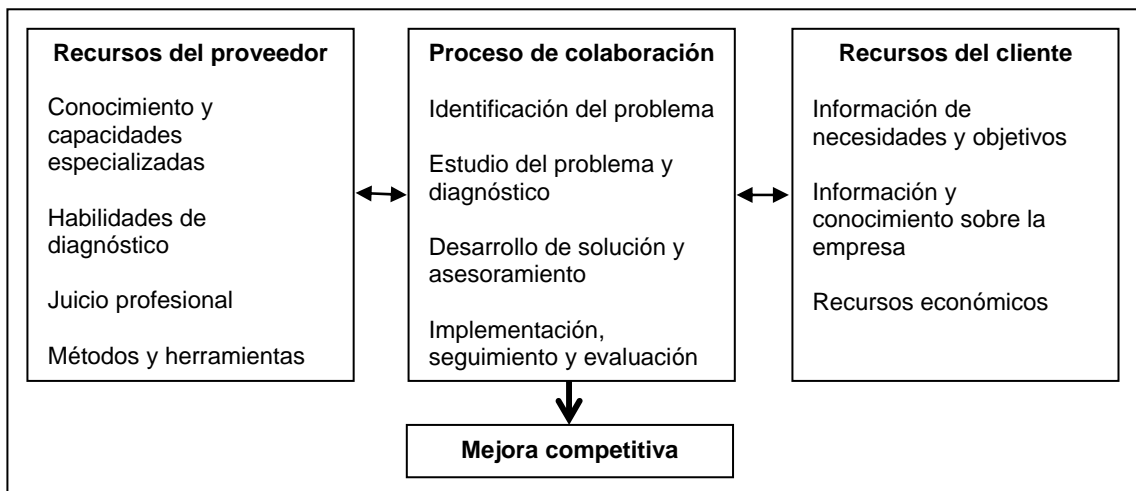 Recursos del proveedor
Conocimiento y
capacidades
especializadas
Habilidades de
diagnóstico
Juicio profesional
Métodos y herramientas
Proceso de colaboración
Identificación del problema
Estudio del problema y
diagnóstico
Desarrollo de solución y
asesoramiento
Implementación,
seguimiento y evaluación
Recursos del cliente
Información de
necesidades y objetivos
Información y
conocimiento sobre la
empresa
Recursos económicos
Mejora competitiva